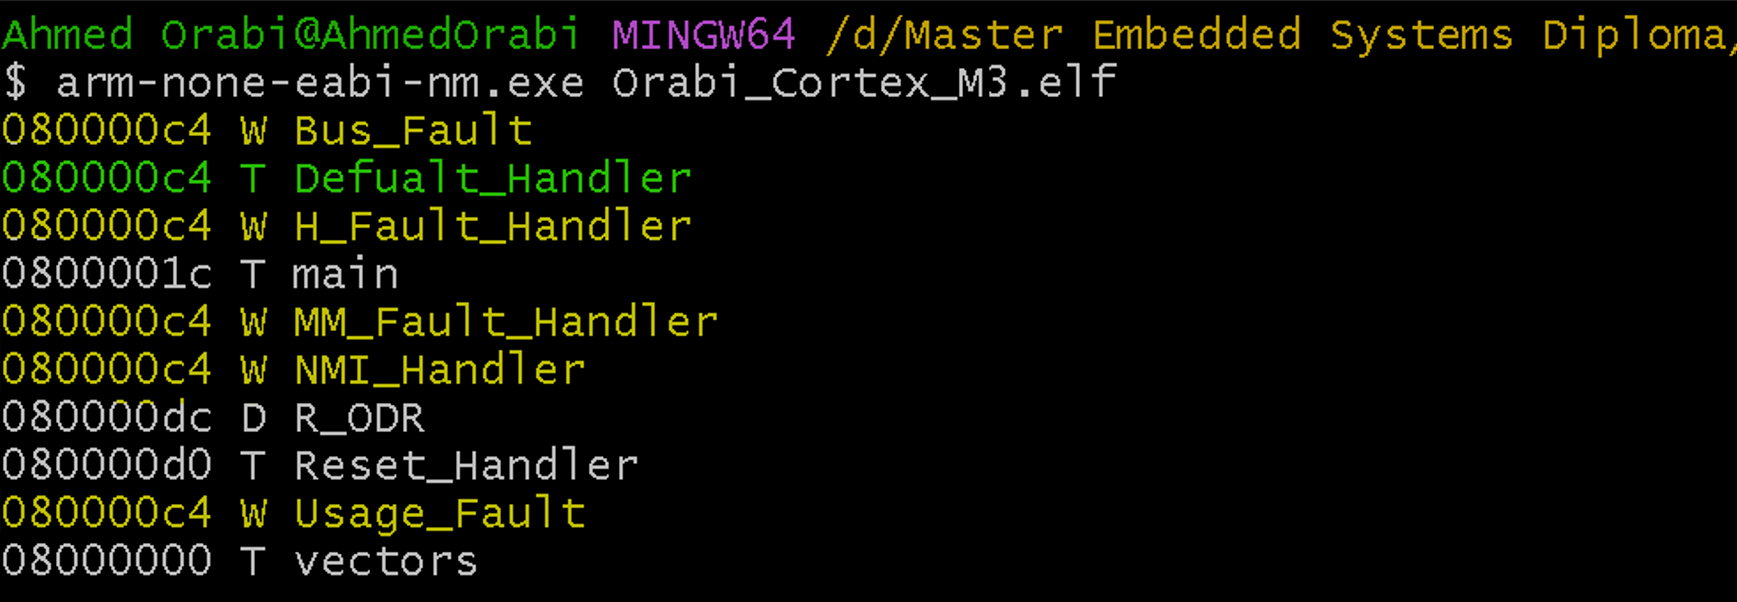 Ahmed Orabi@AhmedOrabi MINGW64 /d/Master Embedded Systems Diploma/
$ arm-none-eabi-nm.exe Orabi_Cortex_M3.elf
080000c4 W Bus_Fault
080000c4 T Defualt_Handler
080000c4 W H_Fault_Handler
0800001c T main
080000c4 W MM_Fault_Handler
080000c4 W NMI_Handler
080000dc D R_ODR
080000d0 T Reset_Handler
080000c4 W Usage_Fault
08000000 T vectors